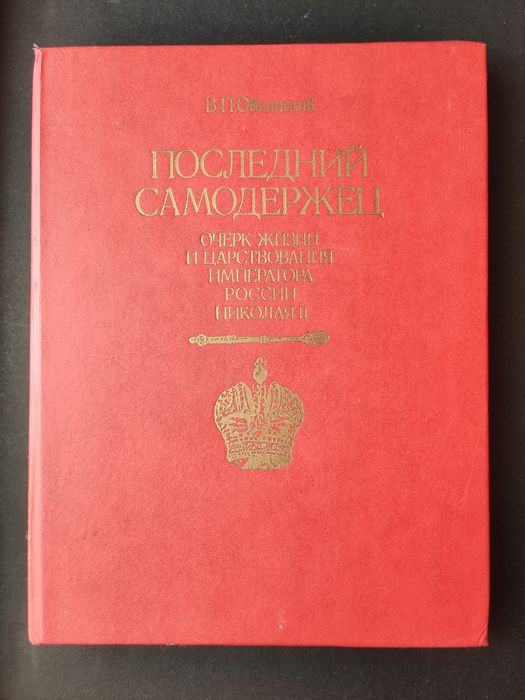 В.П.Обнинский
ПОСЛЕДНИЙ
САМОДЕРЖЕЦ
ОЧЕРК ЖИЗНИ
И ЦАРСТВОВАНИЯ
ИМПЕРАТОРА
РОССИИ
НИКОЛАЯ II